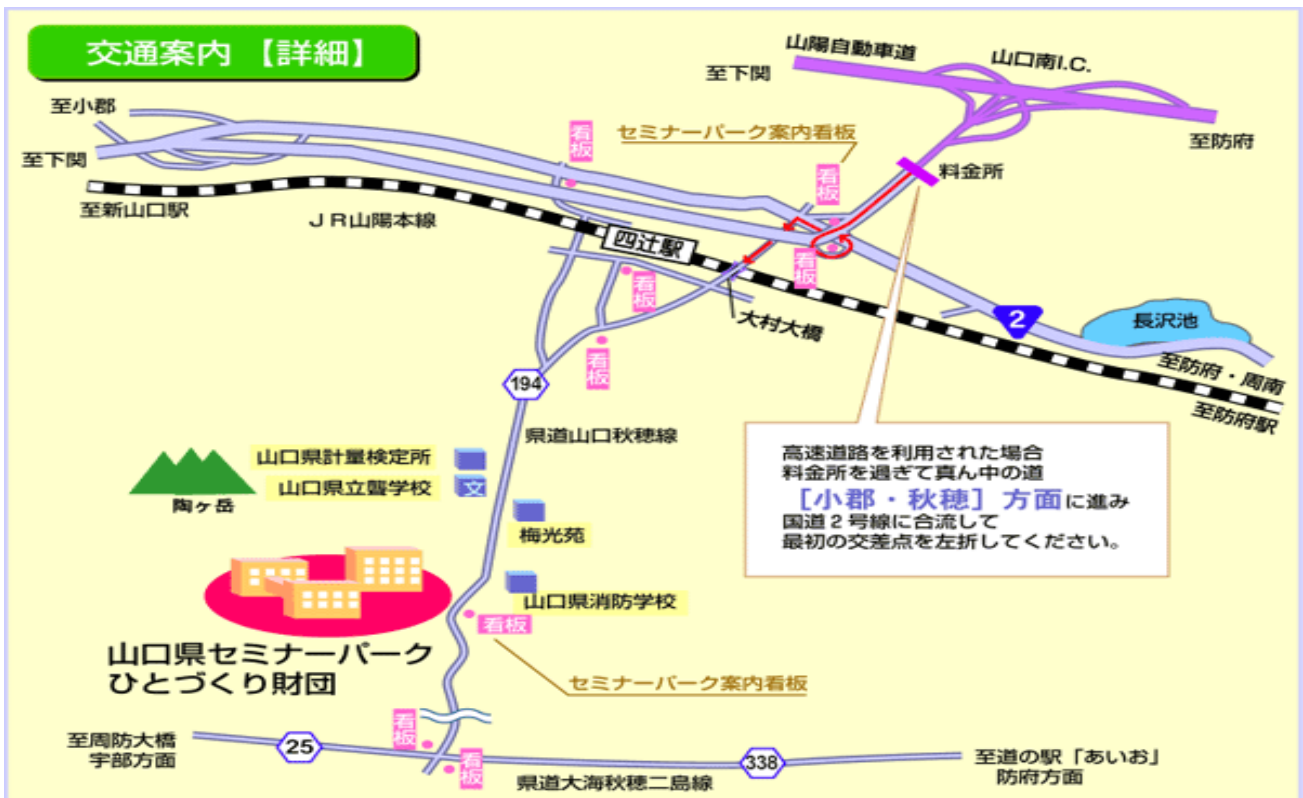 交通案内 【詳細】
山陽自動車道
山口南I.C.
至下関
至防府
至小郡
至下関
看板
セミナーパーク案内看板
看板
料金所
至新山口駅
JR山陽本線
四辻駅
看板
看板
大村大橋
2
長沢池
至防府・周南
至防府駅
看板
194
県道山口秋穂線
高速道路を利用された場合
料金所を過ぎて真ん中の道
［小郡・秋穂］方面に進み
国道2号線に合流して
最初の交差点を左折してください。
山口県計量検定所
山口県立聾学校
文
陶ヶ岳
梅光苑
山口県消防学校
看板
山口県セミナーパーク
ひとづくり財団
セミナーパーク案内看板
看板
至周防大橋
宇部方面
25
看板
県道大海秋穂二島線
338
至道の駅「あいお」
防府方面